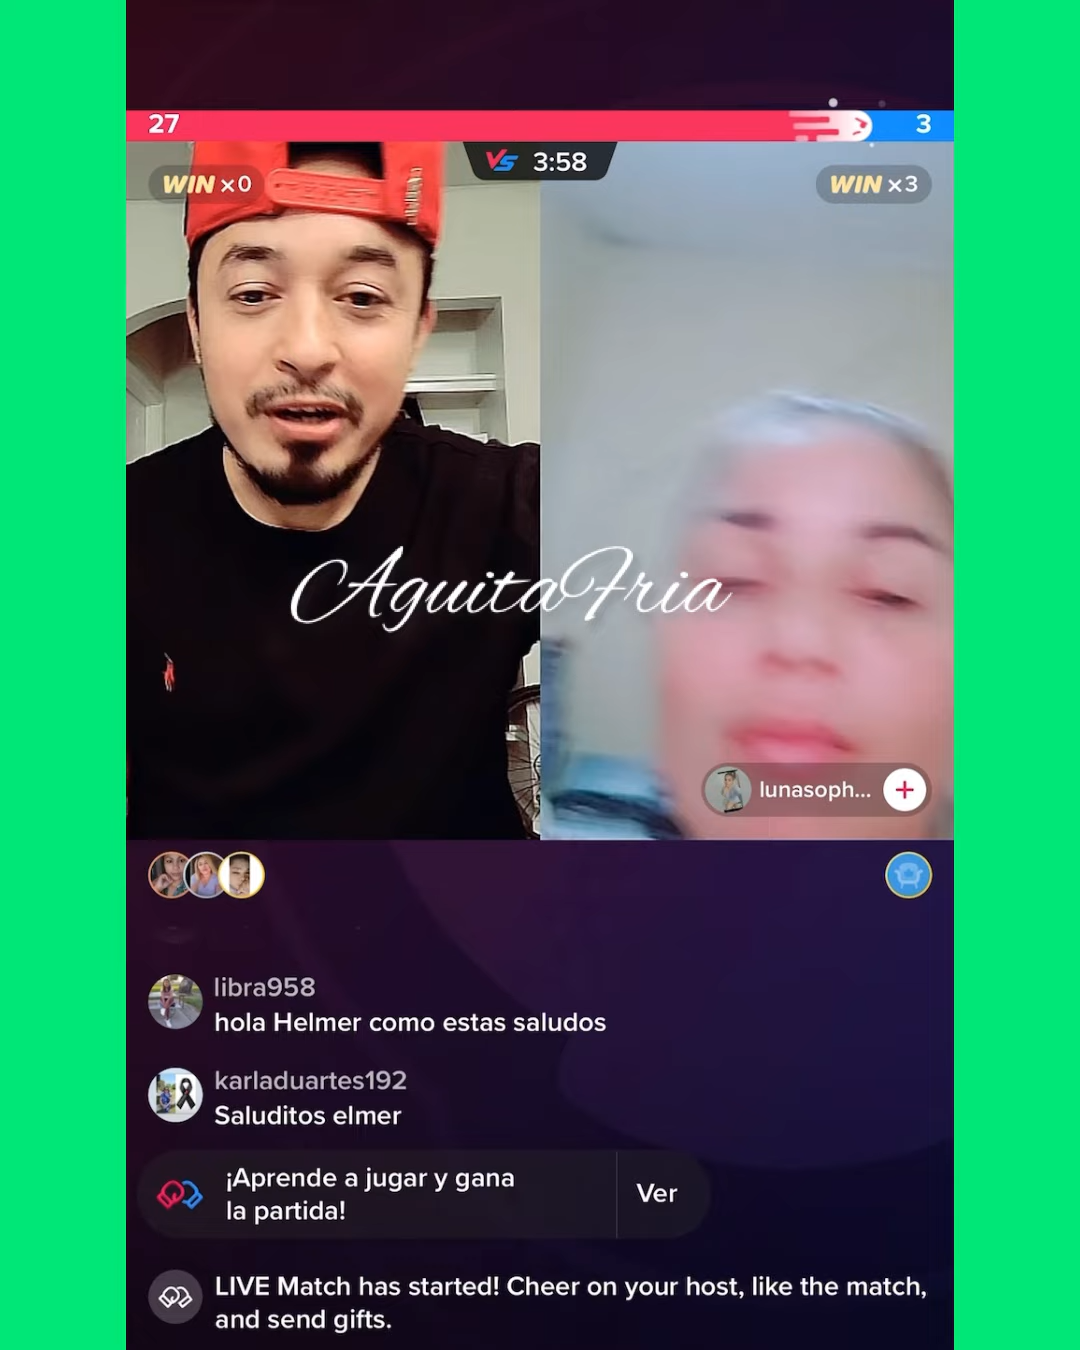 27
3
VS 3:58
WIN x0
WIN x3
AguitaFria
lunasoph...
libra958
hola Helmer como estas saludos
karladuartes192
Saluditos elmer
¡Aprende a jugar y gana
la partida!
Ver
LIVE Match has started! Cheer on your host, like the match,
and send gifts.